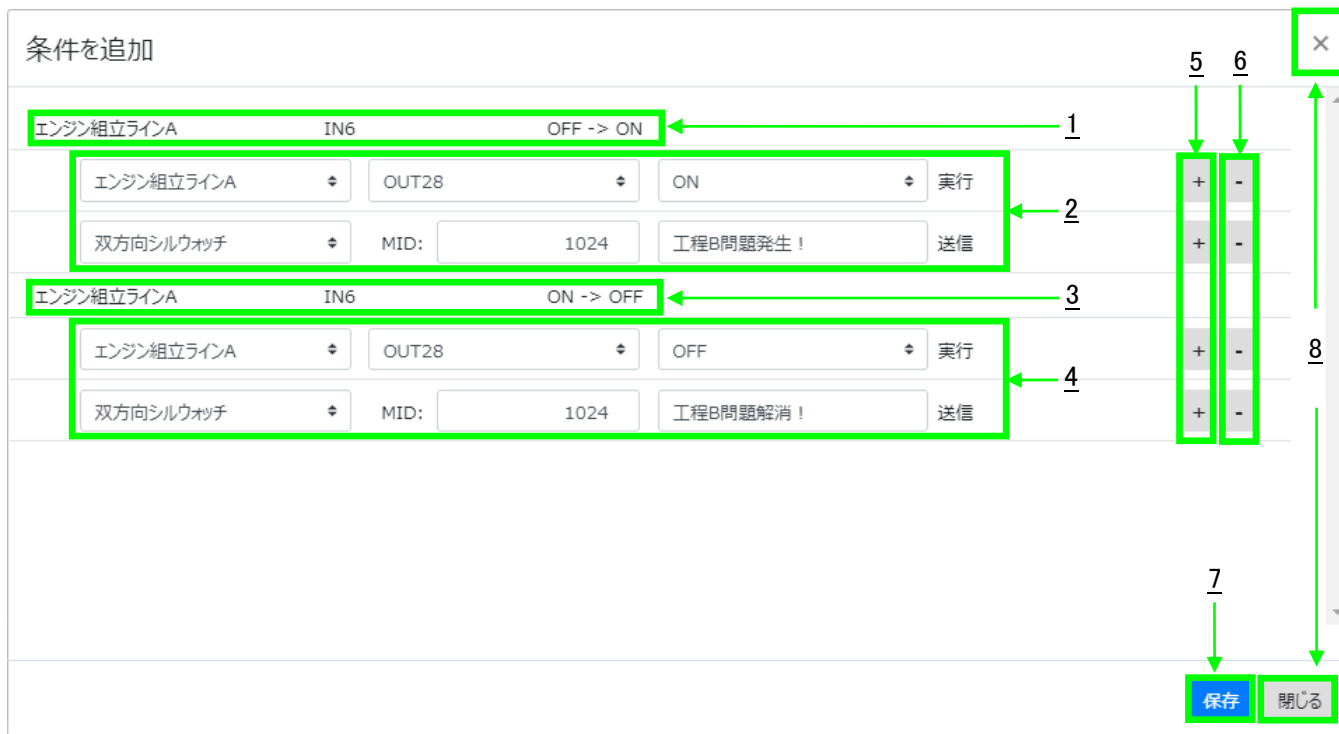 条件を追加 ×
5 6
エンジン組立ラインA IN6 OFF -> ON 1
エンジン組立ラインA OUT28 ON 実行 + -
2
双方向シルウォッチ MID: 1024 工程B問題発生！ 送信 + -
エンジン組立ラインA IN6 ON -> OFF 3
エンジン組立ラインA OUT28 OFF 実行 + - 8
4
双方向シルウォッチ MID: 1024 工程B問題解消！ 送信 + -
7
保存 閉じる